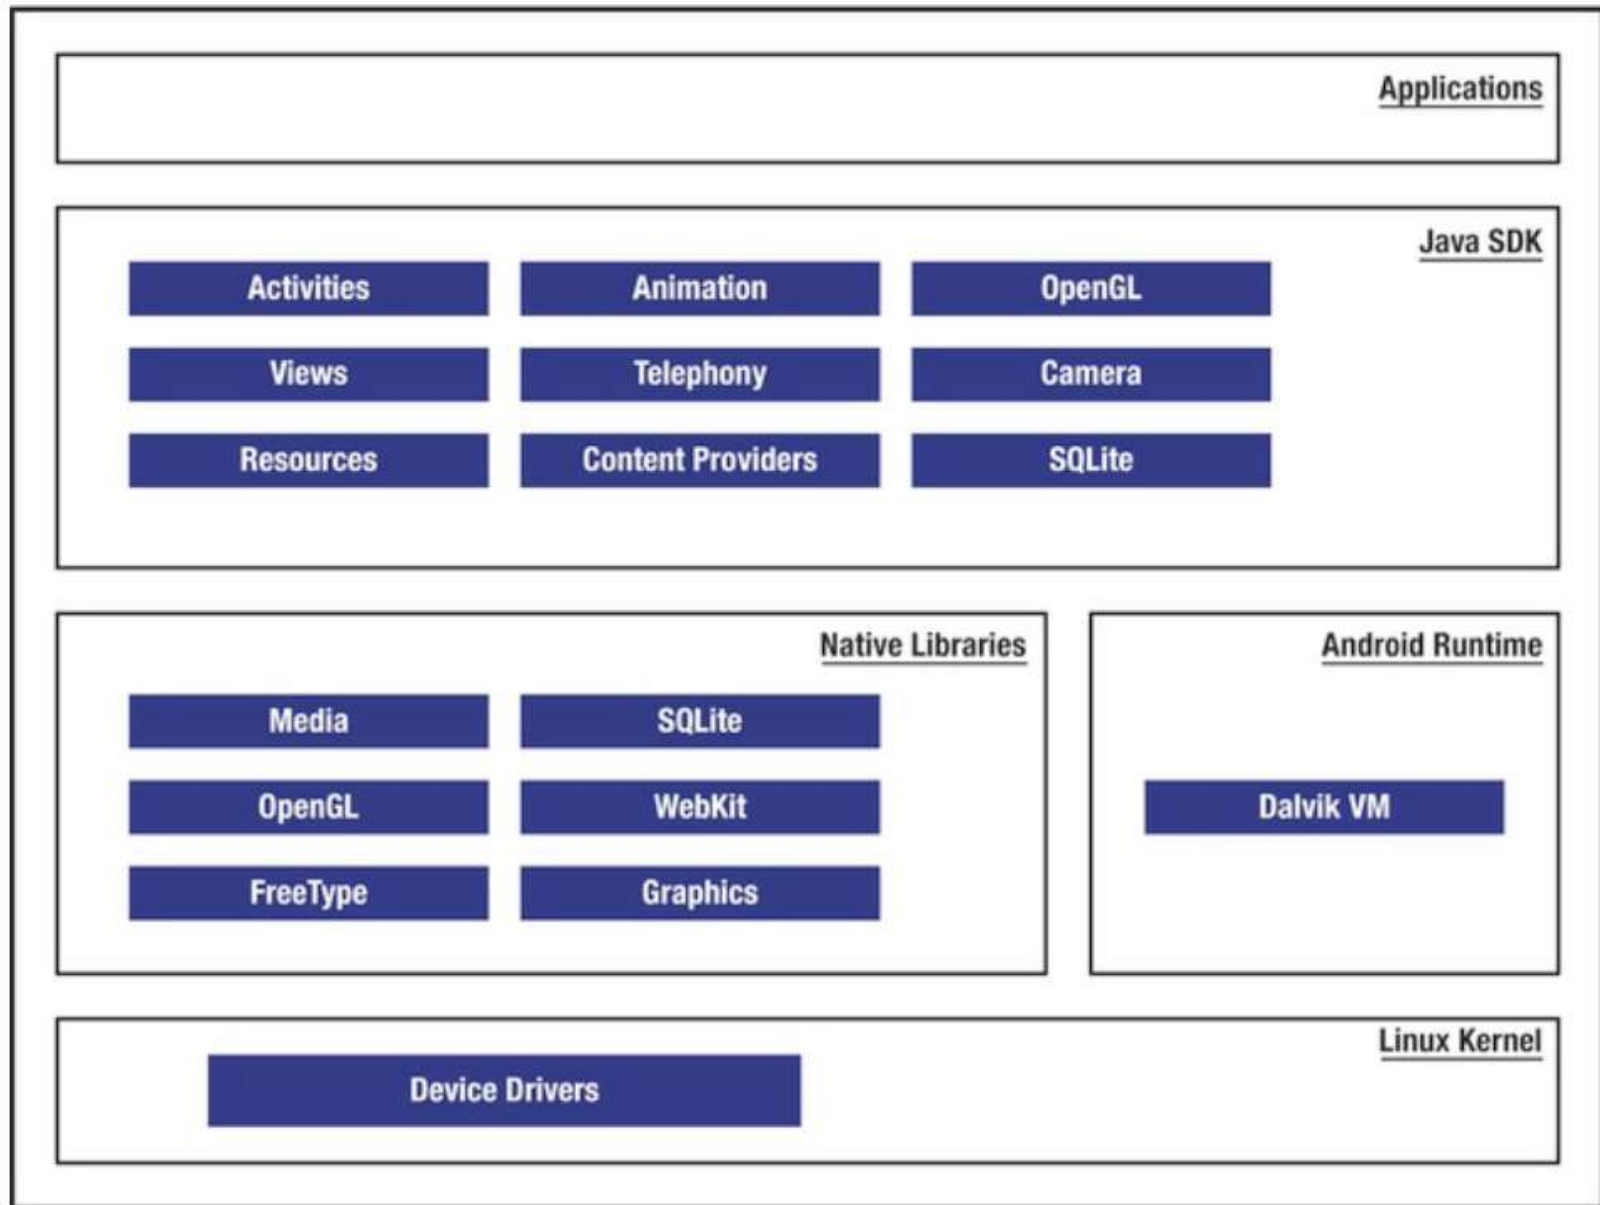 Applications
Java SDK
Activities
Animation
OpenGL
Views
Telephony
Camera
Resources
Content Providers
SQLite
Native Libraries
Media
SQLite
OpenGL
WebKit
FreeType
Graphics
Android Runtime
Dalvik VM
Linux Kernel
Device Drivers